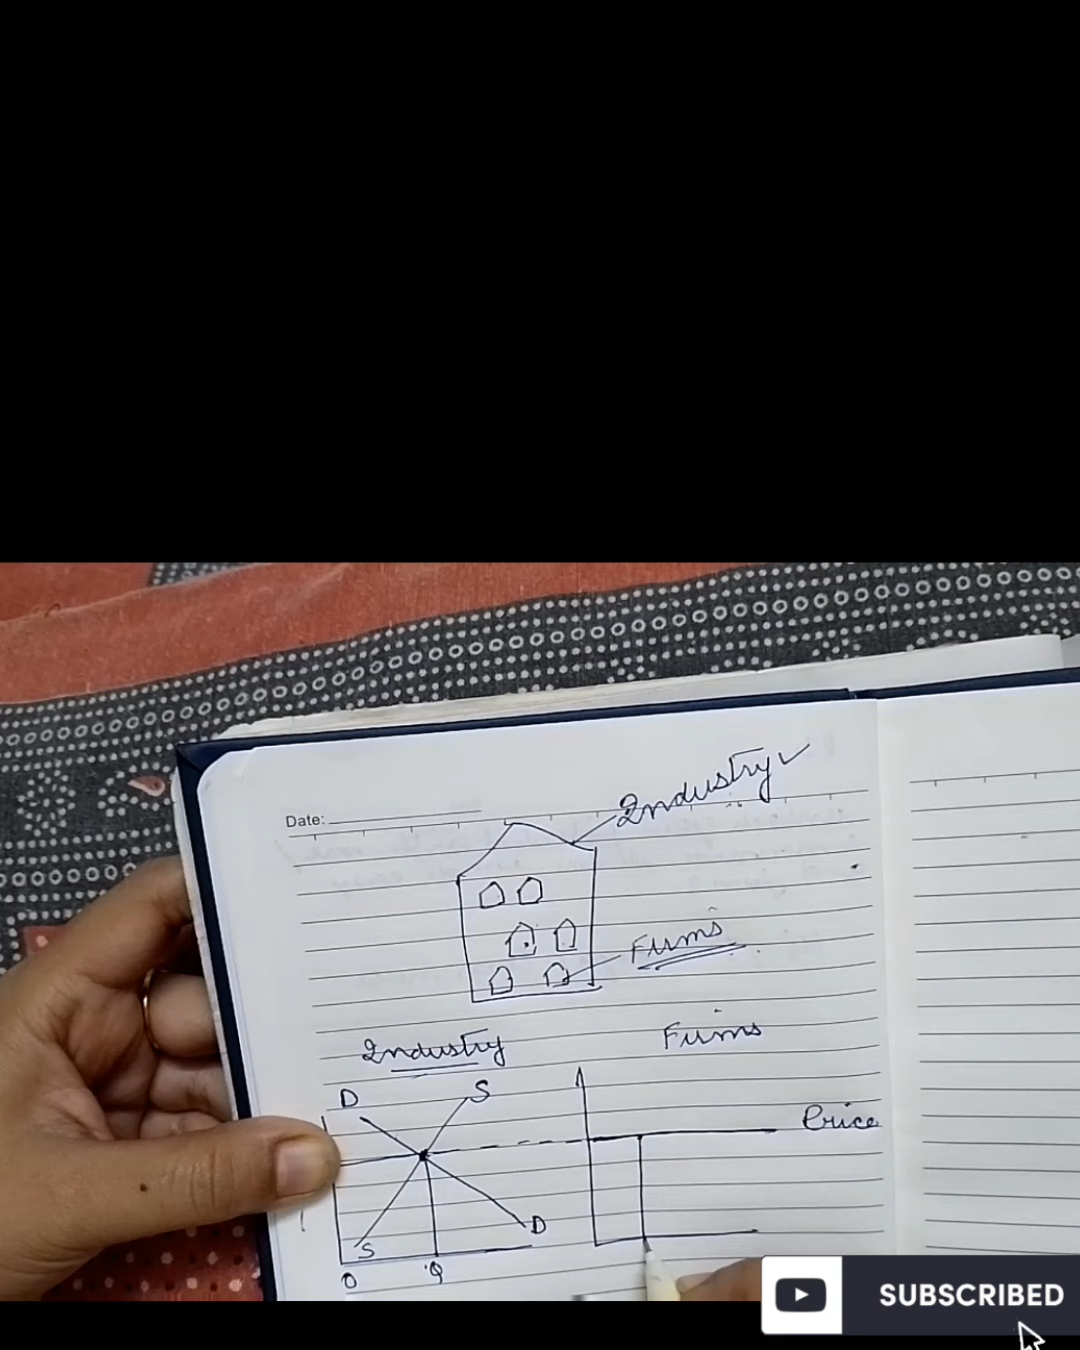 Date:
Industry
Firms
Industry
Firms
D
S
Price
S
D
O
Q
SUBSCRIBED